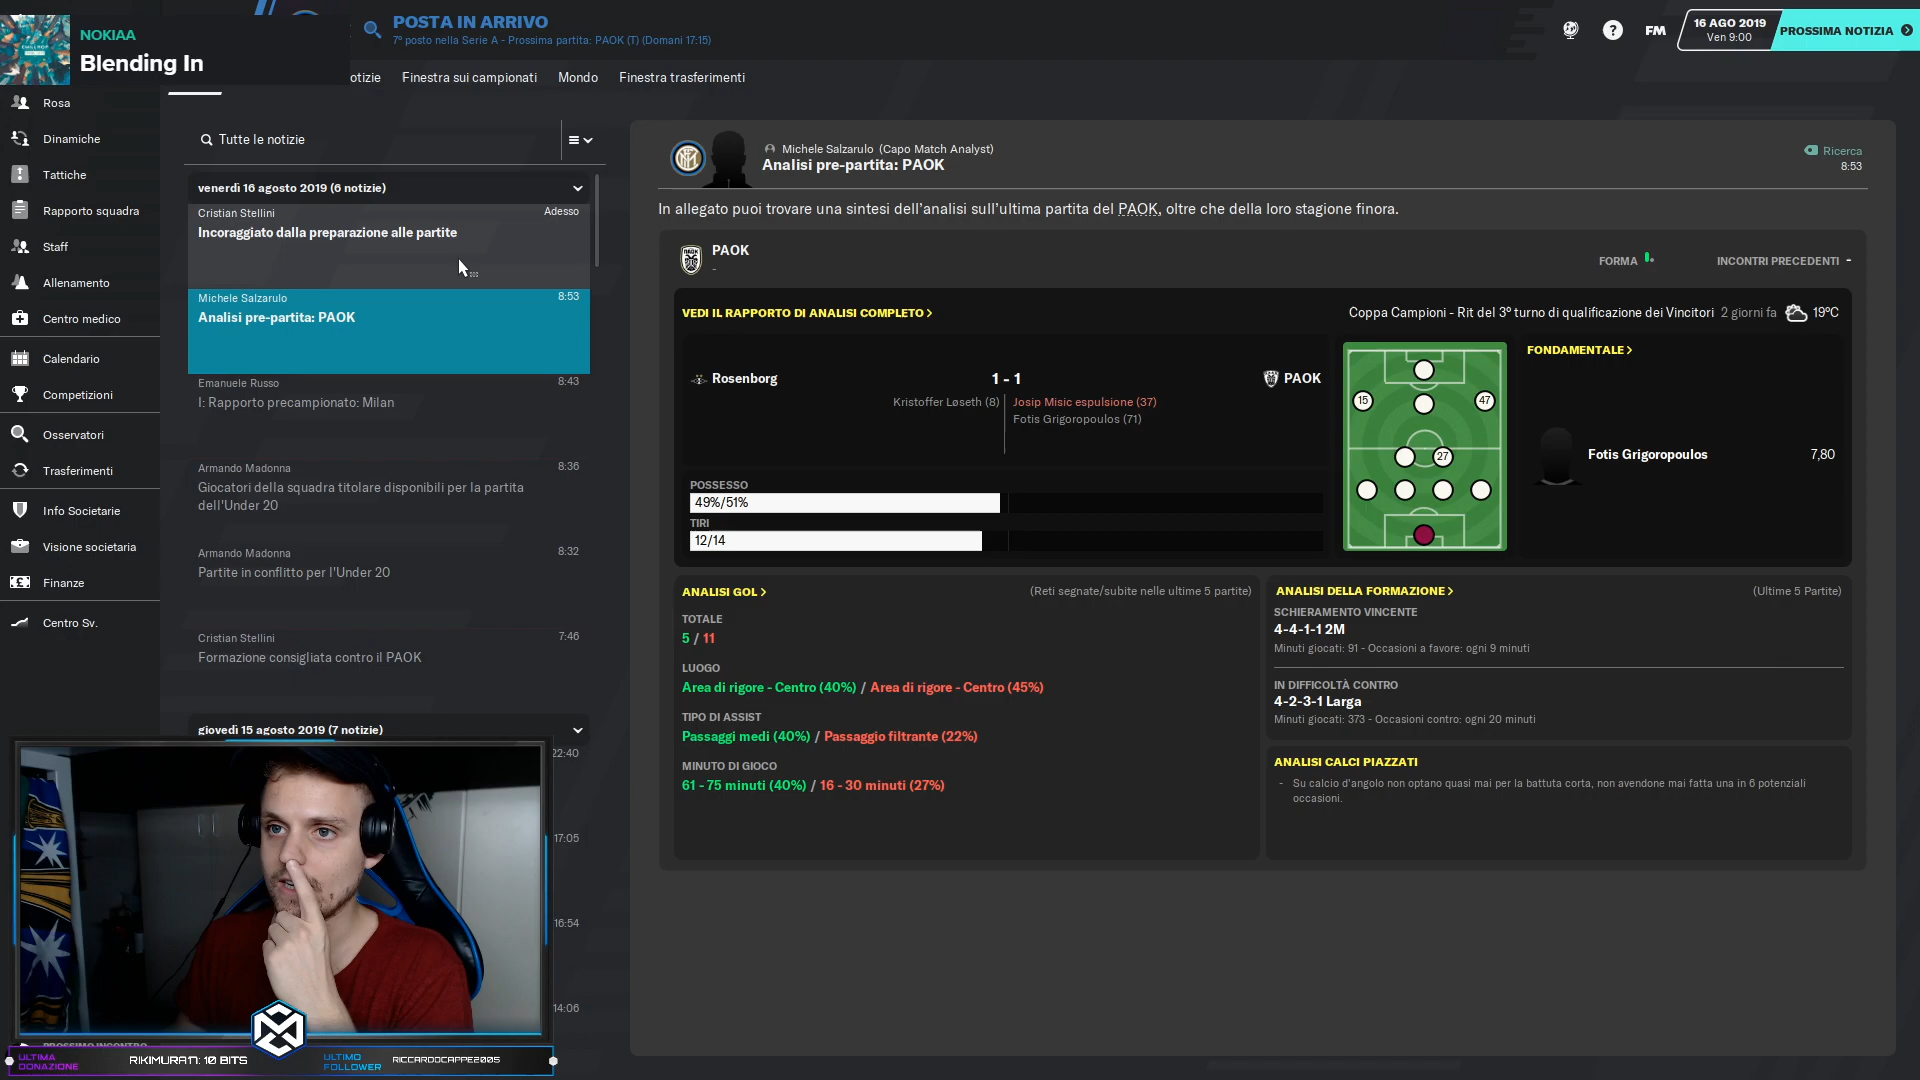 NOKIAA
Blending In
POSTA IN ARRIVO
7° posto nella Serie A - Prossima partita: PAOK (T) (Domani 17:15)
16 AGO 2019
Ven 9:00
PROSSIMA NOTIZIA
FM
?
otizie
Finestra sui campionati
Mondo
Finestra trasferimenti
Rosa
Dinamiche
Tattiche
Rapporto squadra
Staff
Allenamento
Centro medico
Calendario
Competizioni
Osservatori
Trasferimenti
Info Societarie
Visione societaria
Finanze
Centro Sv.
Tutte le notizie
venerdì 16 agosto 2019 (6 notizie)
Cristian Stellini
Adesso
Incoraggiato dalla preparazione alle partite
Michele Salzarulo
8:53
Analisi pre-partita: PAOK
Emanuele Russo
8:43
I: Rapporto precampionato: Milan
Armando Madonna
8:36
Giocatori della squadra titolare disponibili per la partita
dell'Under 20
Armando Madonna
8:32
Partite in conflitto per l'Under 20
Cristian Stellini
7:46
Formazione consigliata contro il PAOK
giovedì 15 agosto 2019 (7 notizie)
22:40
17:05
16:54
14:06
Michele Salzarulo (Capo Match Analyst)
Analisi pre-partita: PAOK
Ricerca
8:53
In allegato puoi trovare una sintesi dell'analisi sull'ultima partita del PAOK, oltre che della loro stagione finora.
PAOK
-
FORMA
INCONTRI PRECEDENTI -
VEDI IL RAPPORTO DI ANALISI COMPLETO >
Coppa Campioni - Rit del 3° turno di qualificazione dei Vincitori 2 giorni fa 19°C
Rosenborg
1 - 1
PAOK
Kristoffer Løseth (8)
Josip Misic espulsione (37)
Fotis Grigoropoulos (71)
POSSESSO
49%/51%
TIRI
12/14
15
47
27
FONDAMENTALE >
Fotis Grigoropoulos
7,80
ANALISI GOL >
(Reti segnate/subite nelle ultime 5 partite)
TOTALE
5 / 11
LUOGO
Area di rigore - Centro (40%) / Area di rigore - Centro (45%)
TIPO DI ASSIST
Passaggi medi (40%) / Passaggio filtrante (22%)
MINUTO DI GIOCO
61 - 75 minuti (40%) / 16 - 30 minuti (27%)
ANALISI DELLA FORMAZIONE >
(Ultime 5 Partite)
SCHIERAMENTO VINCENTE
4-4-1-1 2M
Minuti giocati: 91 - Occasioni a favore: ogni 9 minuti
IN DIFFICOLTÀ CONTRO
4-2-3-1 Larga
Minuti giocati: 373 - Occasioni contro: ogni 20 minuti
ANALISI CALCI PIAZZATI
- Su calcio d'angolo non optano quasi mai per la battuta corta, non avendone mai fatta una in 6 potenziali
occasioni.
PROSSIMO INCONTRO
ULTIMA
DONAZIONE
RIKIMURA17: 10 BITS
ULTIMO
FOLLOWER
RICCARDOCAPPE2005